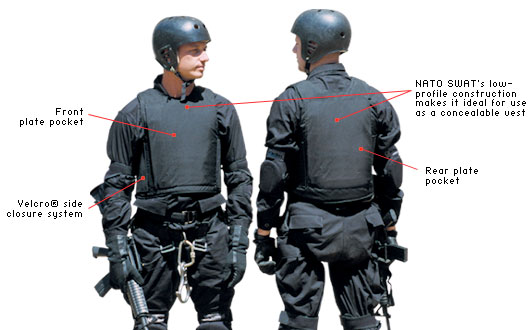 Front
plate pocket
Velcro® side
closure system
NATO SWAT's low-
profile construction
makes it ideal for use
as a concealable vest
Rear plate
pocket